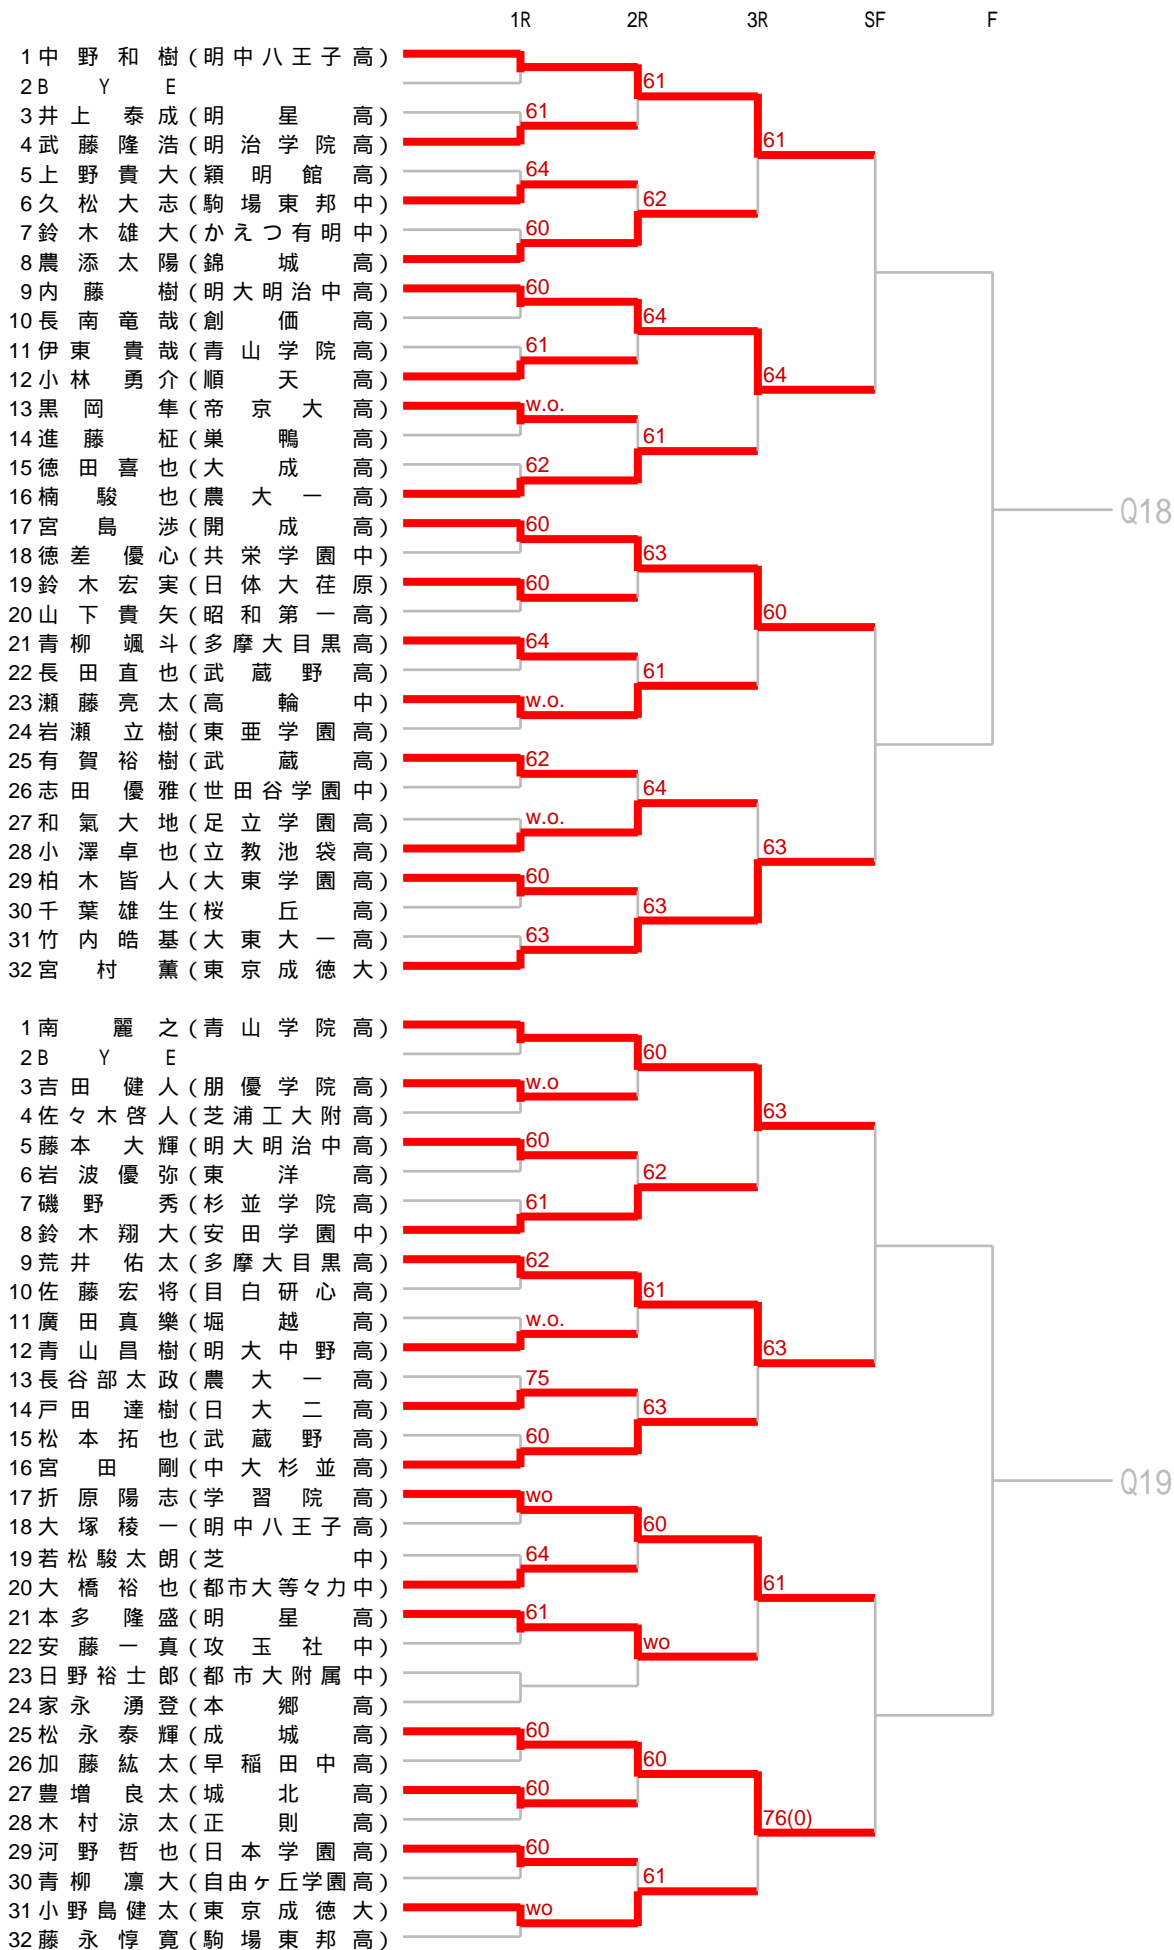 1R 2R 3R SF F
1 中野和樹(明中八王子高)
2 BYE
61
3 井上泰成(明星高) 61
4 武藤隆浩(明治学院高) 61
5 上野貴大(穎明館高) 64
6 久松大志(駒場東邦中) 62
7 鈴木雄大(かえつ有明中) 60
8 農添太陽(錦城高)
9 内藤樹(明大明治中高) 60
10 長南竜哉(創価高) 64
11 伊東貴哉(青山学院高) 61
12 小林勇介(順天高) 64
13 黒岡隼(帝京大高) w.o.
14 進藤柾(巣鴨高) 61
15 徳田喜也(大成高) 62
16 楠駿也(農大一高)
Q18
17 宮島渉(開成高) 60
18 徳差優心(共栄学園中) 63
19 鈴木宏実(日体大荏原) 60
20 山下貴矢(昭和第一高) 60
21 青柳颯斗(多摩大目黒高) 64
22 長田直也(武蔵野高) 61
23 瀬藤亮太(高輪中) w.o.
24 岩瀬立樹(東亜学園高)
25 有賀裕樹(武蔵高) 62
26 志田優雅(世田谷学園中) 64
27 和氣大地(足立学園高) w.o.
28 小澤卓也(立教池袋高) 63
29 柏木皆人(大東学園高) 60
30 千葉雄生(桜丘高) 63
31 竹内皓基(大東大一高) 63
32 宮村薫(東京成徳大)
1 南麗之(青山学院高)
2 BYE 60
3 吉田健人(朋優学院高) w.o
4 佐々木啓人(芝浦工大附高) 63
5 藤本大輝(明大明治中高) 60
6 岩波優弥(東洋高) 62
7 磯野秀(杉並学院高) 61
8 鈴木翔大(安田学園中)
9 荒井佑太(多摩大目黒高) 62
10 佐藤宏将(目白研心高) 61
11 廣田真樂(堀越高) w.o.
12 青山昌樹(明大中野高) 63
13 長谷部太政(農大一高) 75
14 戸田達樹(日大二高) 63
15 松本拓也(武蔵野高) 60
16 宮田剛(中大杉並高)
Q19
17 折原陽志(学習院高) wo
18 大塚稜一(明中八王子高) 60
19 若松駿太朗(芝中) 64
20 大橋裕也(都市大等々力中) 61
21 本多隆盛(明星高) 61
22 安藤一真(攻玉社中) wo
23 日野裕士郎(都市大附属中)
24 家永湧登(本郷高)
25 松永泰輝(成城高) 60
26 加藤紘太(早稲田中高) 60
27 豊増良太(城北高) 60
28 木村涼太(正則高) 76(0)
29 河野哲也(日本学園高) 60
30 青柳凛大(自由ヶ丘学園高) 61
31 小野島健太(東京成徳大) wo
32 藤永惇寛(駒場東邦高)